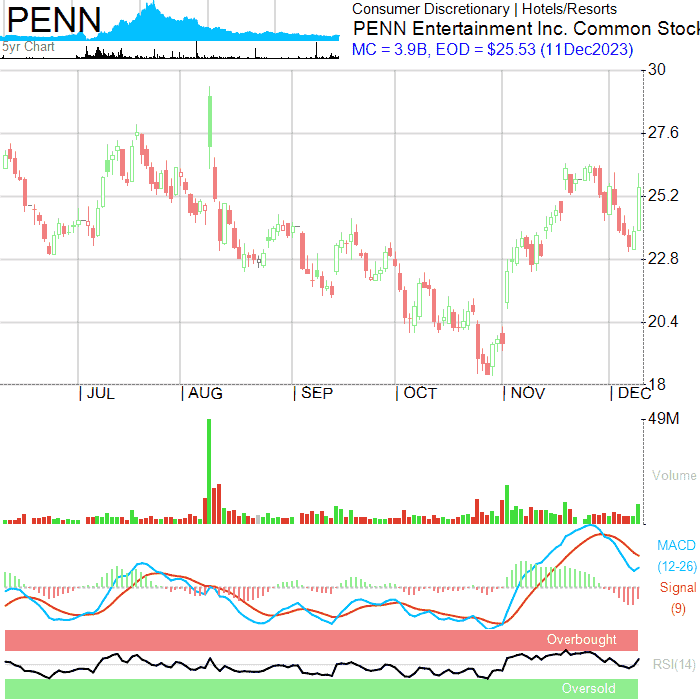 PENN
5yr Chart
Consumer Discretionary | Hotels/Resorts
PENN Entertainment Inc. Common Stoc
MC = 3.9B, EOD = $25.53 (11Dec2023)
30
27.6
25.2
22.8
20.4
18
| JUL | AUG | SEP | OCT | NOV | DEC
49M
Volume
MACD
(12-26)
Signal
(9)
Overbought
RSI(14)
Oversold